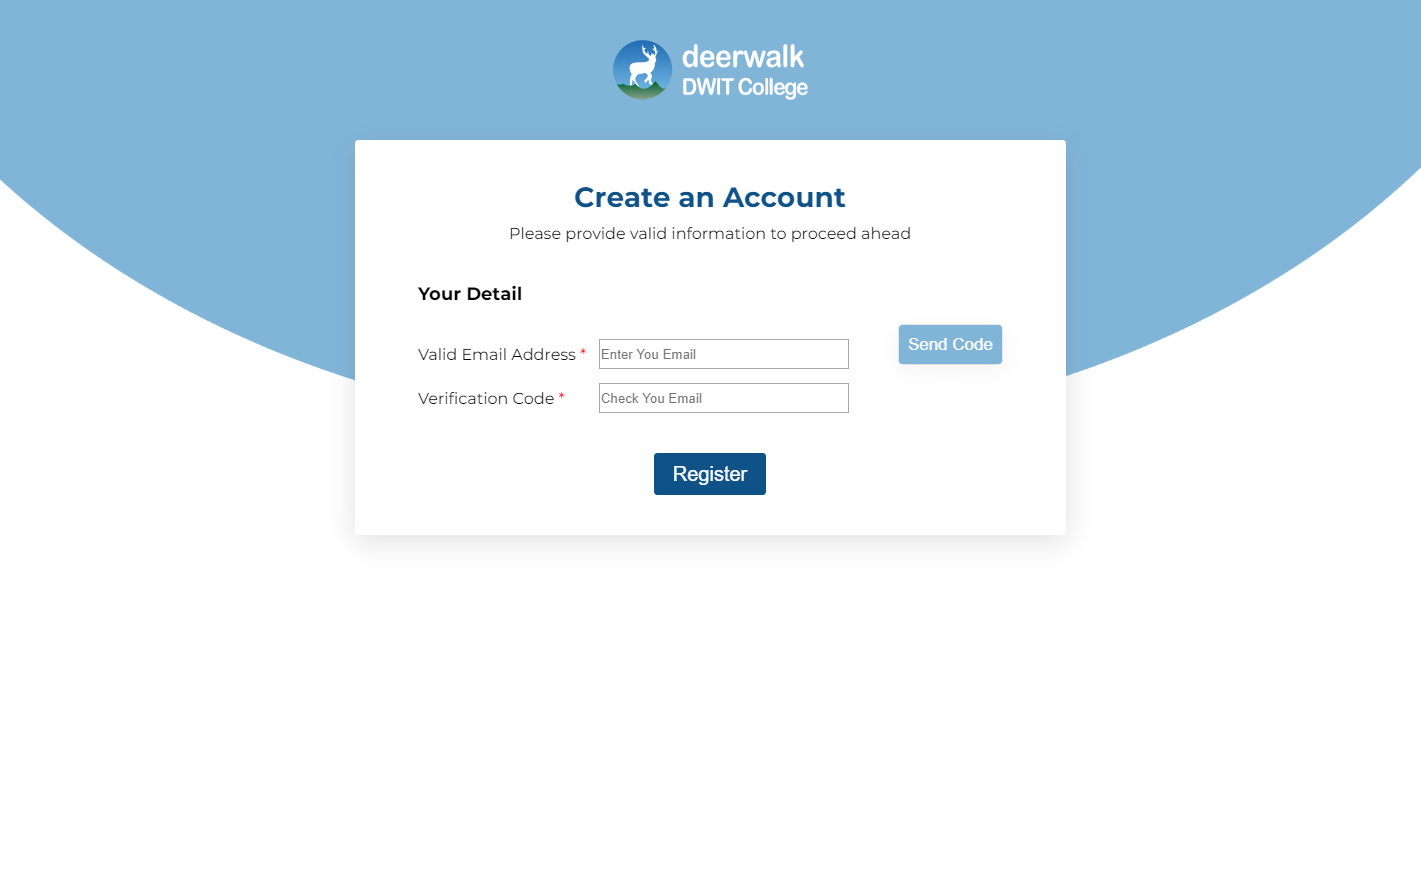 deerwalk
DWIT College
Create an Account
Please provide valid information to proceed ahead
Your Detail
Valid Email Address * Enter You Email Send Code
Verification Code * Check You Email
Register